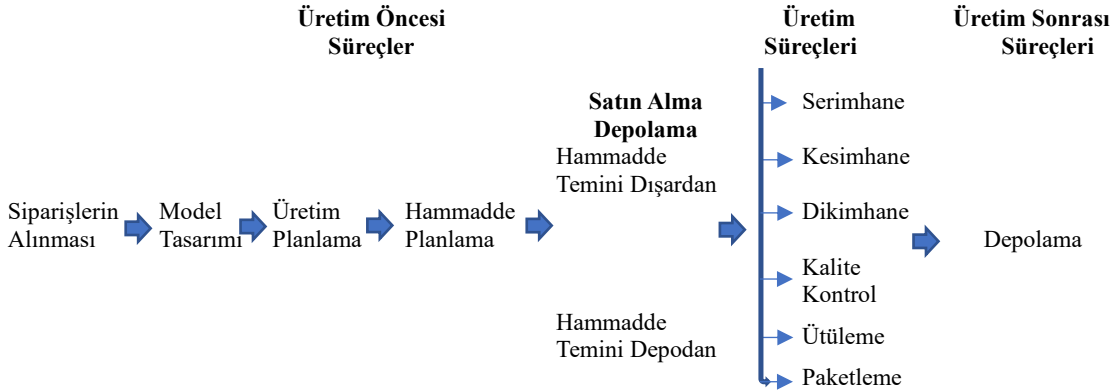 Üretim Öncesi
Süreçler
Üretim
Süreçleri
Üretim Sonrası
Süreçleri
Siparişlerin
Alınması
Model
Tasarımı
Üretim
Planlama
Hammadde
Planlama
Satın Alma
Depolama
Hammadde
Temini Dışardan
Hammadde
Temini Depodan
Serimhane
Kesimhane
Dikimhane
Kalite
Kontrol
Ütüleme
Paketleme
Depolama